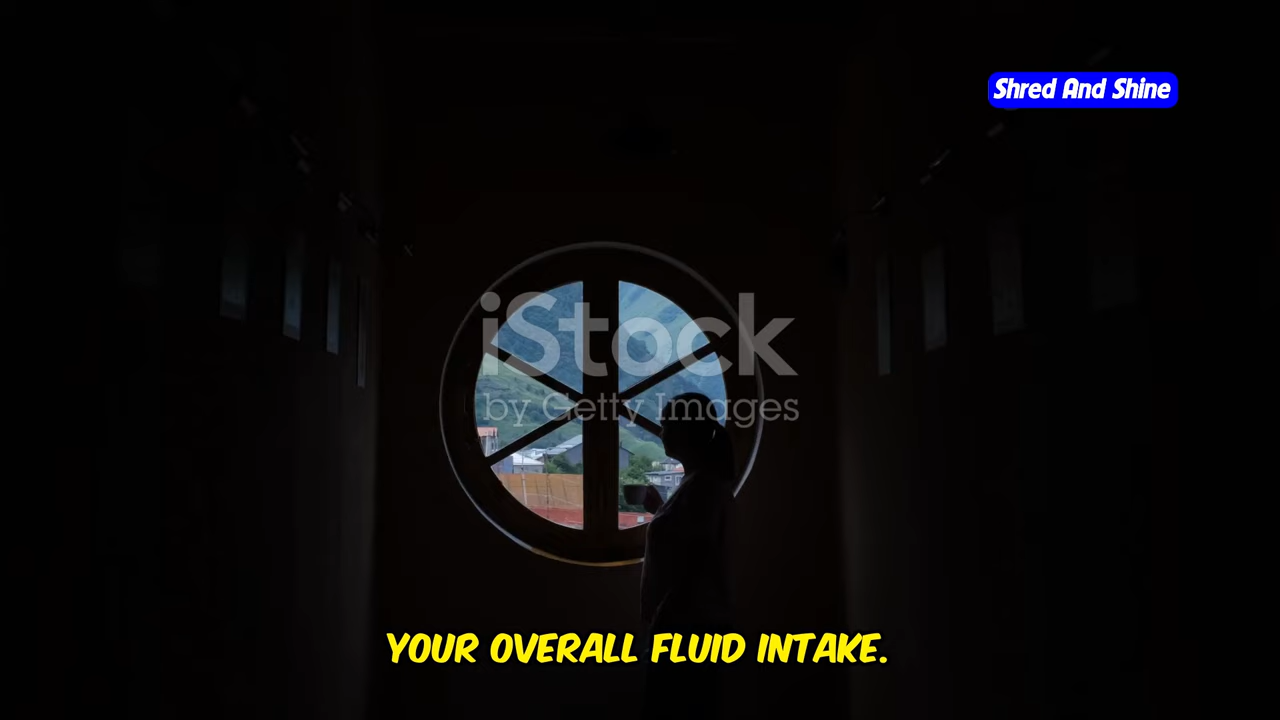 Shred And Shine
iStock
by Getty Images
YOUR OVERALL FLUID INTAKE.